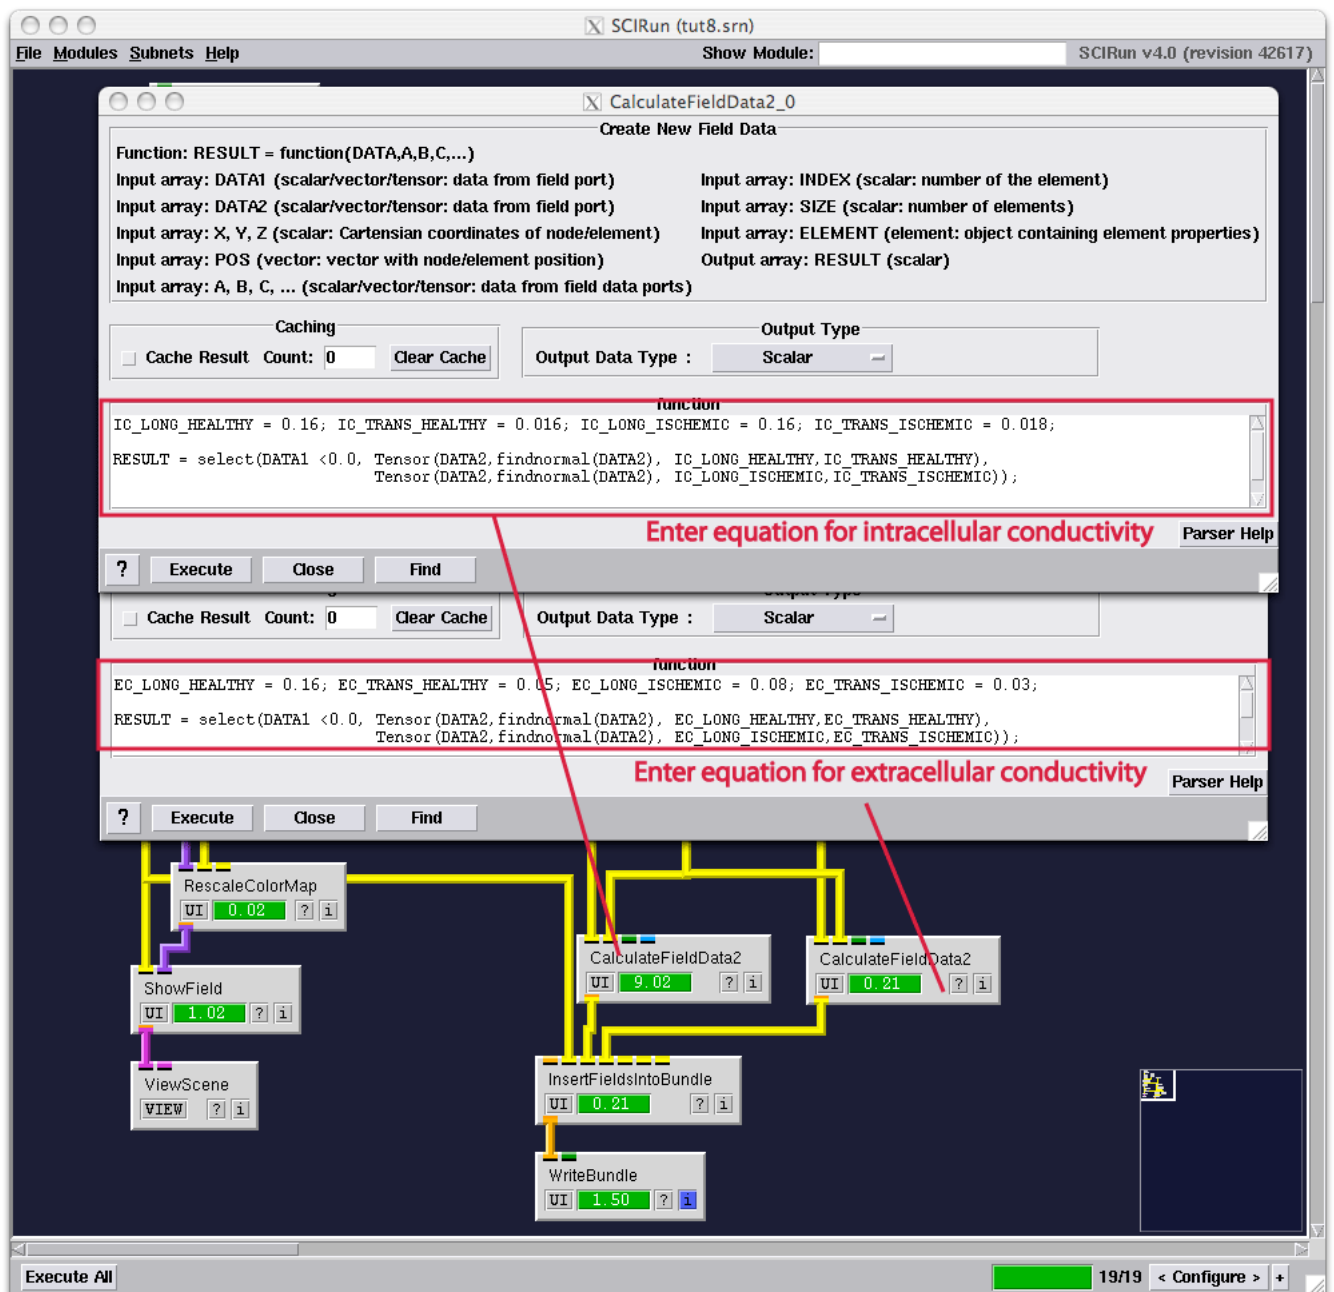 SCIRun (tut8.srn)
File Modules Subnets Help Show Module: SCIRun v4.0 (revision 42617)
CalculateFieldData2_0
Create New Field Data
Function: RESULT = function(DATA,A,B,C,...)
Input array: DATA1 (scalar/vector/tensor: data from field port) Input array: INDEX (scalar: number of the element)
Input array: DATA2 (scalar/vector/tensor: data from field port) Input array: SIZE (scalar: number of elements)
Input array: X, Y, Z (scalar: Cartensian coordinates of node/element) Input array: ELEMENT (element: object containing element properties)
Input array: POS (vector: vector with node/element position) Output array: RESULT (scalar)
Input array: A, B, C, ... (scalar/vector/tensor: data from field data ports)
Caching Output Type
Cache Result Count: 0 Clear Cache Output Data Type : Scalar
function
IC_LONG_HEALTHY = 0.16; IC_TRANS_HEALTHY = 0.016; IC_LONG_ISCHEMIC = 0.16; IC_TRANS_ISCHEMIC = 0.018;
RESULT = select(DATA1 <0.0, Tensor(DATA2,findnormal(DATA2), IC_LONG_HEALTHY,IC_TRANS_HEALTHY),
Tensor(DATA2,findnormal(DATA2), IC_LONG_ISCHEMIC,IC_TRANS_ISCHEMIC));
Enter equation for intracellular conductivity
Parser Help
? Execute Close Find
Output Type
Cache Result Count: 0 Clear Cache Output Data Type : Scalar
function
EC_LONG_HEALTHY = 0.16; EC_TRANS_HEALTHY = 0.05; EC_LONG_ISCHEMIC = 0.08; EC_TRANS_ISCHEMIC = 0.03;
RESULT = select(DATA1 <0.0, Tensor(DATA2,findnormal(DATA2), EC_LONG_HEALTHY,EC_TRANS_HEALTHY),
Tensor(DATA2,findnormal(DATA2), EC_LONG_ISCHEMIC,EC_TRANS_ISCHEMIC));
Enter equation for extracellular conductivity
Parser Help
? Execute Close Find
RescaleColorMap
UI 0.02 ? i
CalculateFieldData2 CalculateFieldData2
UI 9.02 ? i UI 0.21 ? i
ShowField
UI 1.02 ? i
ViewScene
VIEW ? i
InsertFieldsIntoBundle
UI 0.21 ? i
WriteBundle
UI 1.50 ? i
Execute All 19/19 < Configure > +